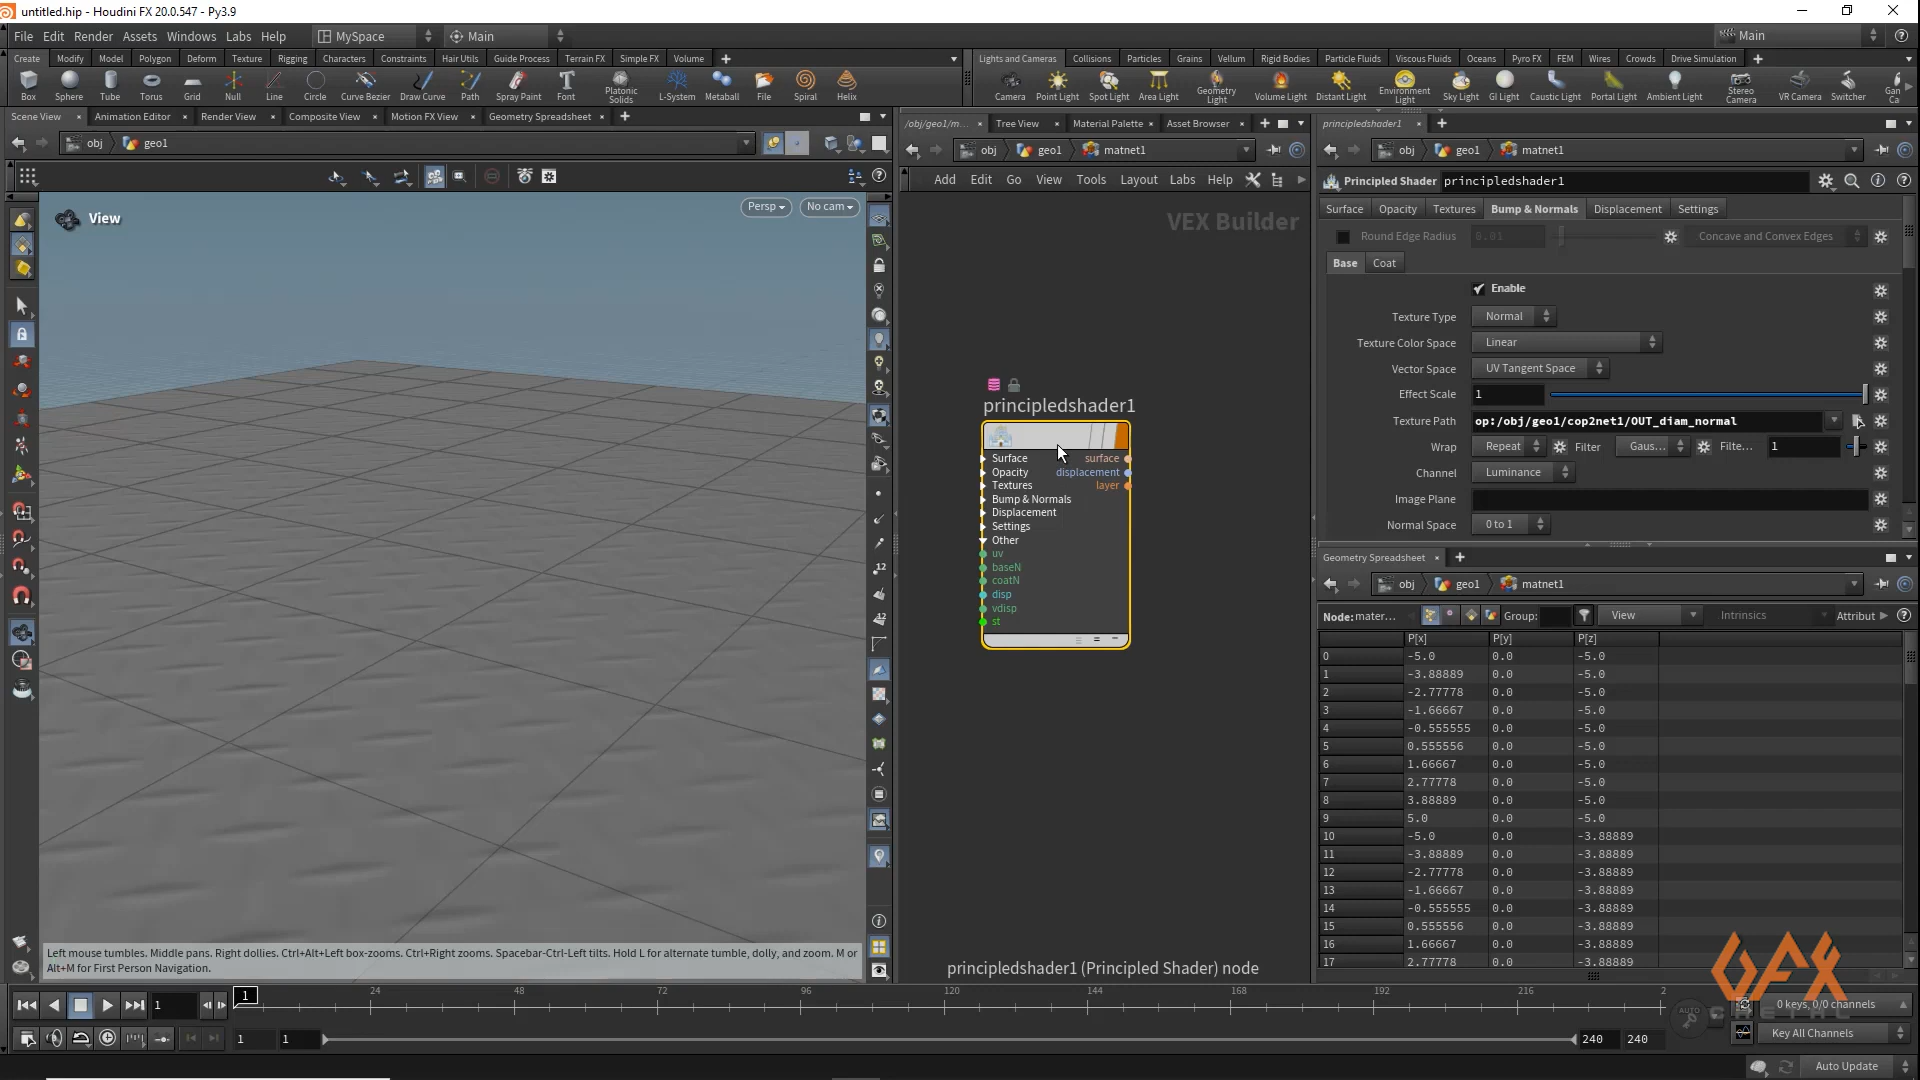 untitled.hip - Houdini FX 20.0.547 - Py3.9
File Edit Render Assets Windows Labs Help MySpace Main Main
Create Modify Model Polygon Deform Texture Rigging Characters Constraints Hair Utils Guide Process Terrain FX Simple FX Volume
Lights and Cameras Collisions Particles Grains Vellum Rigid Bodies Particle Fluids Viscous Fluids Oceans Pyro FX FEM Wires Crowds Drive Simulation
Box Sphere Tube Torus Grid Null Line Circle Curve Bezier Draw Curve Path Spray Paint Font Platonic Solids L-System Metaball File Spiral Helix
Camera Point Light Spot Light Area Light Geometry Light Volume Light Distant Light Environment Light Sky Light GI Light Caustic Light Portal Light Ambient Light Stereo Camera VR Camera Switcher Gan Ca
Scene View Animation Editor Render View Composite View Motion FX View Geometry Spreadsheet
obj geo1
View
Persp No cam
Left mouse tumbles. Middle pans. Right dollies. Ctrl+Alt+Left box-zooms. Ctrl+Right zooms. Spacebar-Ctrl-Left tilts. Hold L for alternate tumble, dolly, and zoom. M or
Alt+M for First Person Navigation.
/obj/geo1/m... Tree View Material Palette Asset Browser
obj geo1 matnet1
Add Edit Go View Tools Layout Labs Help
VEX Builder
principledshader1
Surface surface
Opacity displacement
Textures layer
Bump & Normals
Displacement
Settings
Other
uv
baseN
coatN
disp
vdisp
st
principledshader1 (Principled Shader) node
principledshader1
obj geo1 matnet1
Principled Shader principledshader1
Surface Opacity Textures Bump & Normals Displacement Settings
Round Edge Radius 0.01 Concave and Convex Edges
Base Coat
Enable
Texture Type Normal
Texture Color Space Linear
Vector Space UV Tangent Space
Effect Scale 1
Texture Path op:/obj/geo1/cop2net1/OUT_diam_normal
Wrap Repeat Filter Gaus... Filte... 1
Channel Luminance
Image Plane
Normal Space 0 to 1
Geometry Spreadsheet
obj geo1 matnet1
Node: mater... Group: View Intrinsics Attribut
P[x] P[y] P[z]
0 -5.0 0.0 -5.0
1 -3.88889 0.0 -5.0
2 -2.77778 0.0 -5.0
3 -1.66667 0.0 -5.0
4 -0.555555 0.0 -5.0
5 0.555556 0.0 -5.0
6 1.66667 0.0 -5.0
7 2.77778 0.0 -5.0
8 3.88889 0.0 -5.0
9 5.0 0.0 -5.0
10 -5.0 0.0 -3.88889
11 -3.88889 0.0 -3.88889
12 -2.77778 0.0 -3.88889
13 -1.66667 0.0 -3.88889
14 -0.555555 0.0 -3.88889
15 0.555556 0.0 -3.88889
16 1.66667 0.0 -3.88889
17 2.77778 0.0 -3.88889
1 1 24 48 72 96 120 144 168 192 216 2
0 keys, 0/0 channels
AUTO
1 1 240 240 Key All Channels
Auto Update